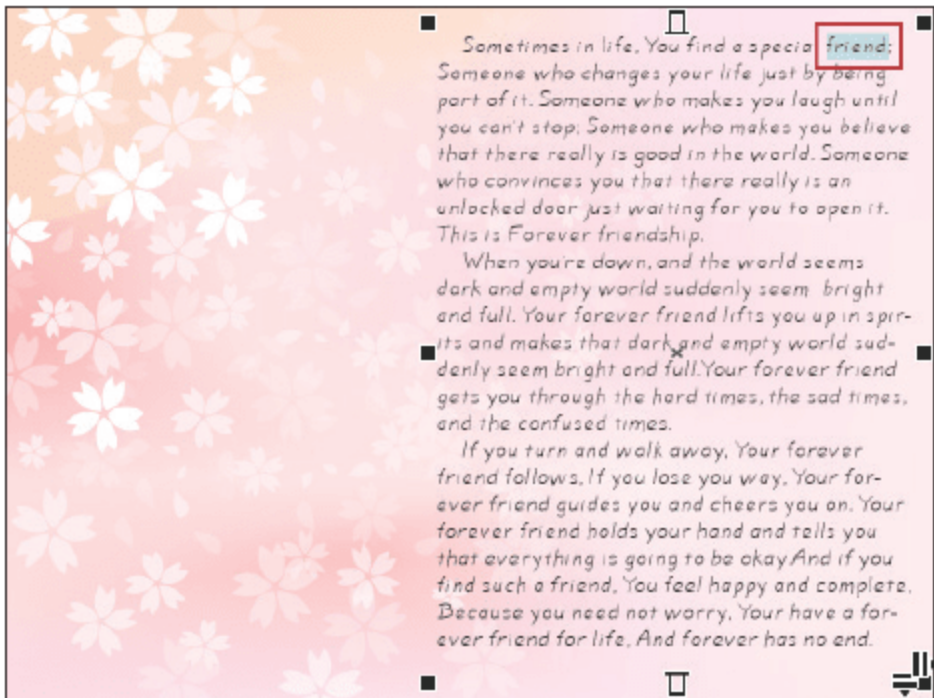 Sometimes in life, You find a special friend;
Someone who changes your life just by being
part of it. Someone who makes you laugh until
you can't stop; Someone who makes you believe
that there really is good in the world. Someone
who convinces you that there really is an
unlocked door just waiting for you to open it.
This is Forever friendship.
When you're down, and the world seems
dark and empty world suddenly seem bright
and full. Your forever friend lifts you up in spir-
its and makes that dark and empty world sud-
denly seem bright and full.Your forever friend
gets you through the hard times, the sad times,
and the confused times.
If you turn and walk away, Your forever
friend follows, If you lose you way, Your for-
ever friend guides you and cheers you on. Your
forever friend holds your hand and tells you
that everything is going to be okay.And if you
find such a friend, You feel happy and complete,
Because you need not worry, Your have a for-
ever friend for life, And forever has no end.